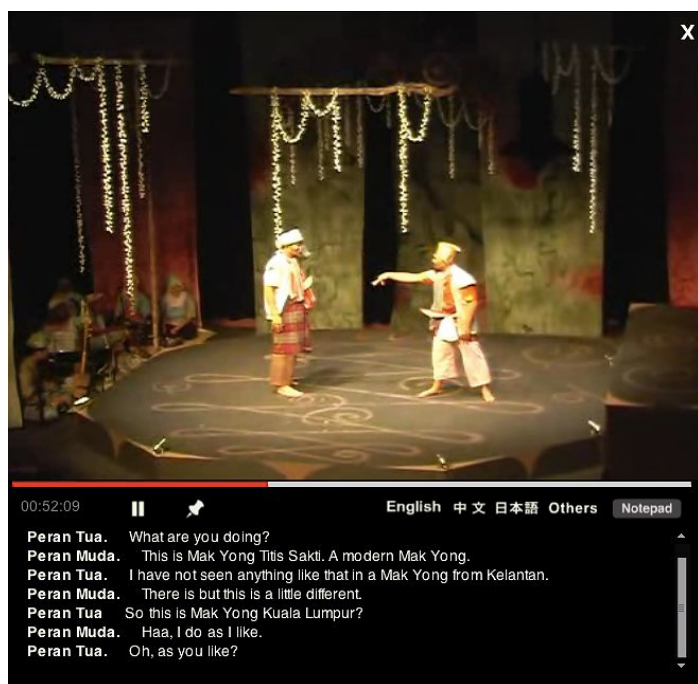 X
00:52:09 English 中文 日本語 Others Notepad
Peran Tua. What are you doing?
Peran Muda. This is Mak Yong Titis Sakti. A modern Mak Yong.
Peran Tua. I have not seen anything like that in a Mak Yong from Kelantan.
Peran Muda. There is but this is a little different.
Peran Tua So this is Mak Yong Kuala Lumpur?
Peran Muda. Haa, I do as I like.
Peran Tua. Oh, as you like?